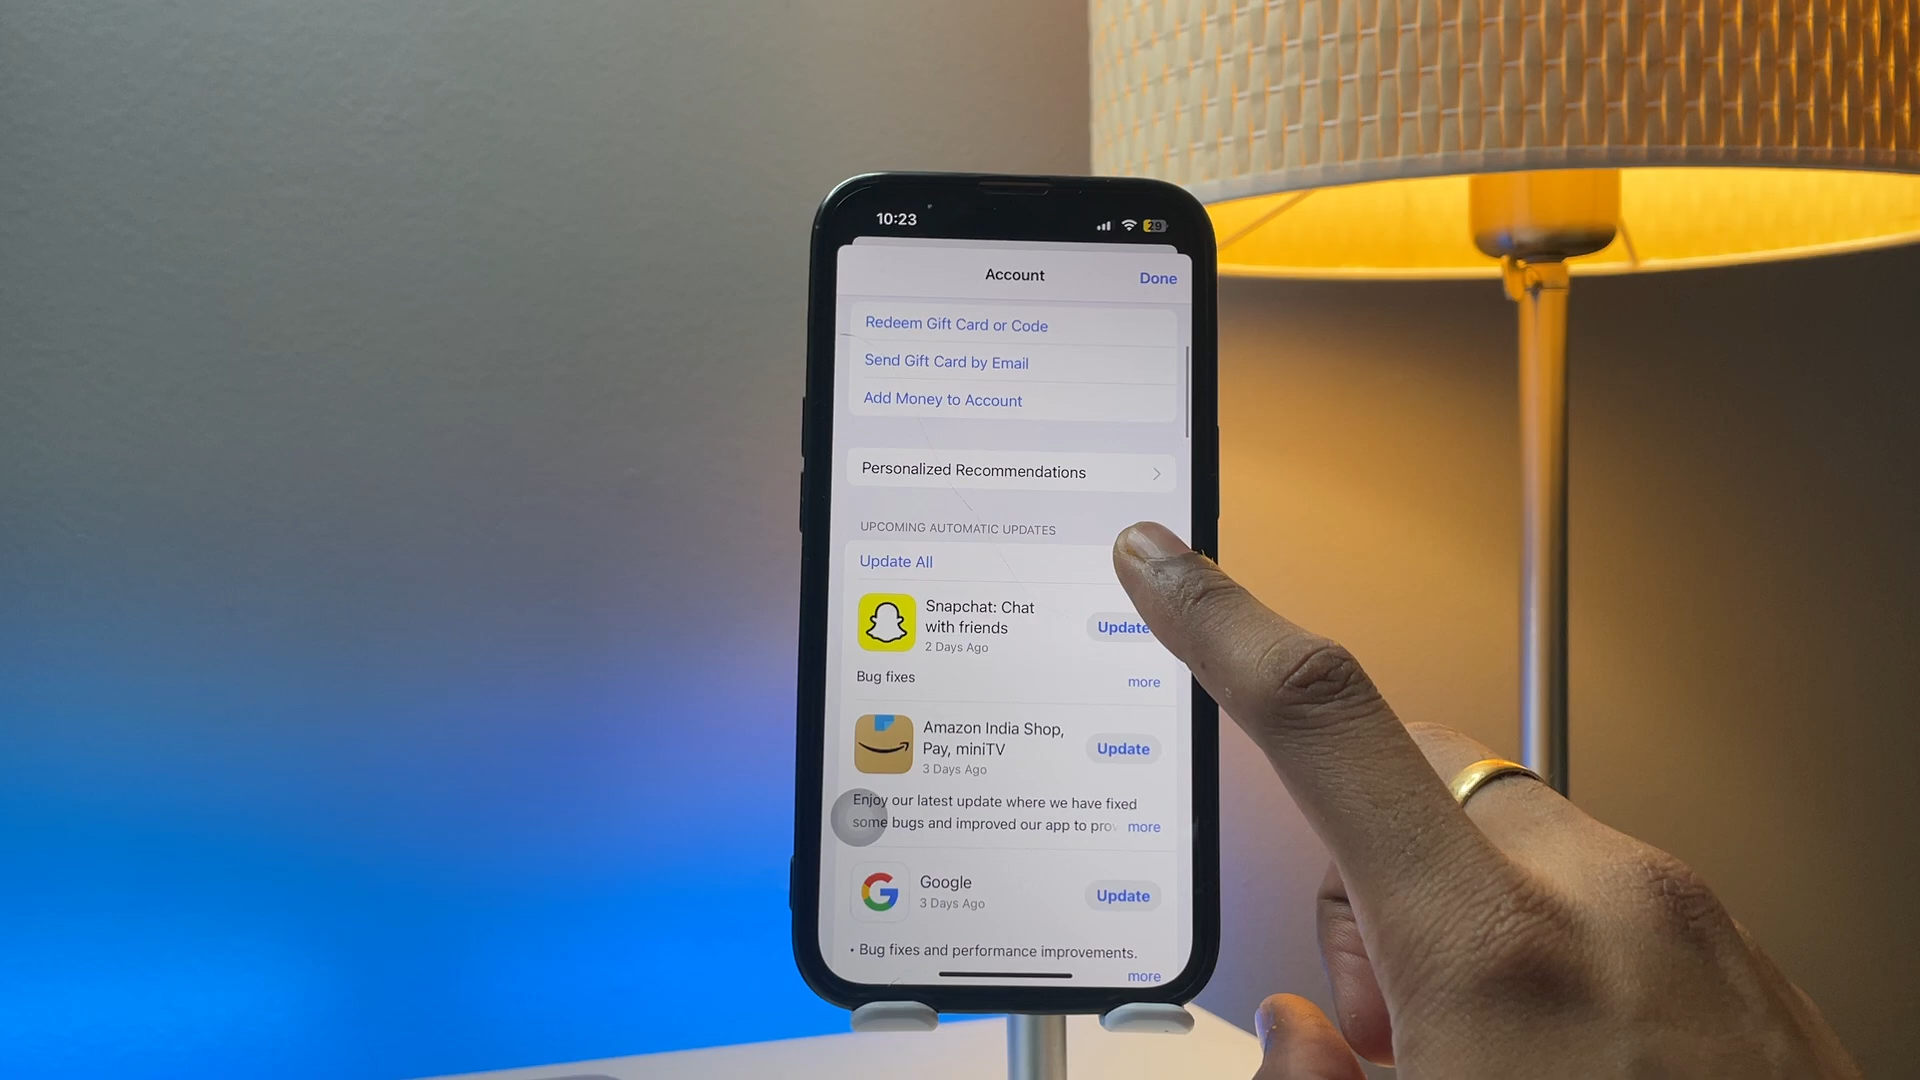 10:23
29
Account
Done
Redeem Gift Card or Code
Send Gift Card by Email
Add Money to Account
Personalized Recommendations
UPCOMING AUTOMATIC UPDATES
Update All
Snapchat: Chat
with friends
2 Days Ago
Update
Bug fixes
more
Amazon India Shop,
Pay, miniTV
3 Days Ago
Update
Enjoy our latest update where we have fixed
some bugs and improved our app to prov
more
Google
3 Days Ago
Update
• Bug fixes and performance improvements.
more